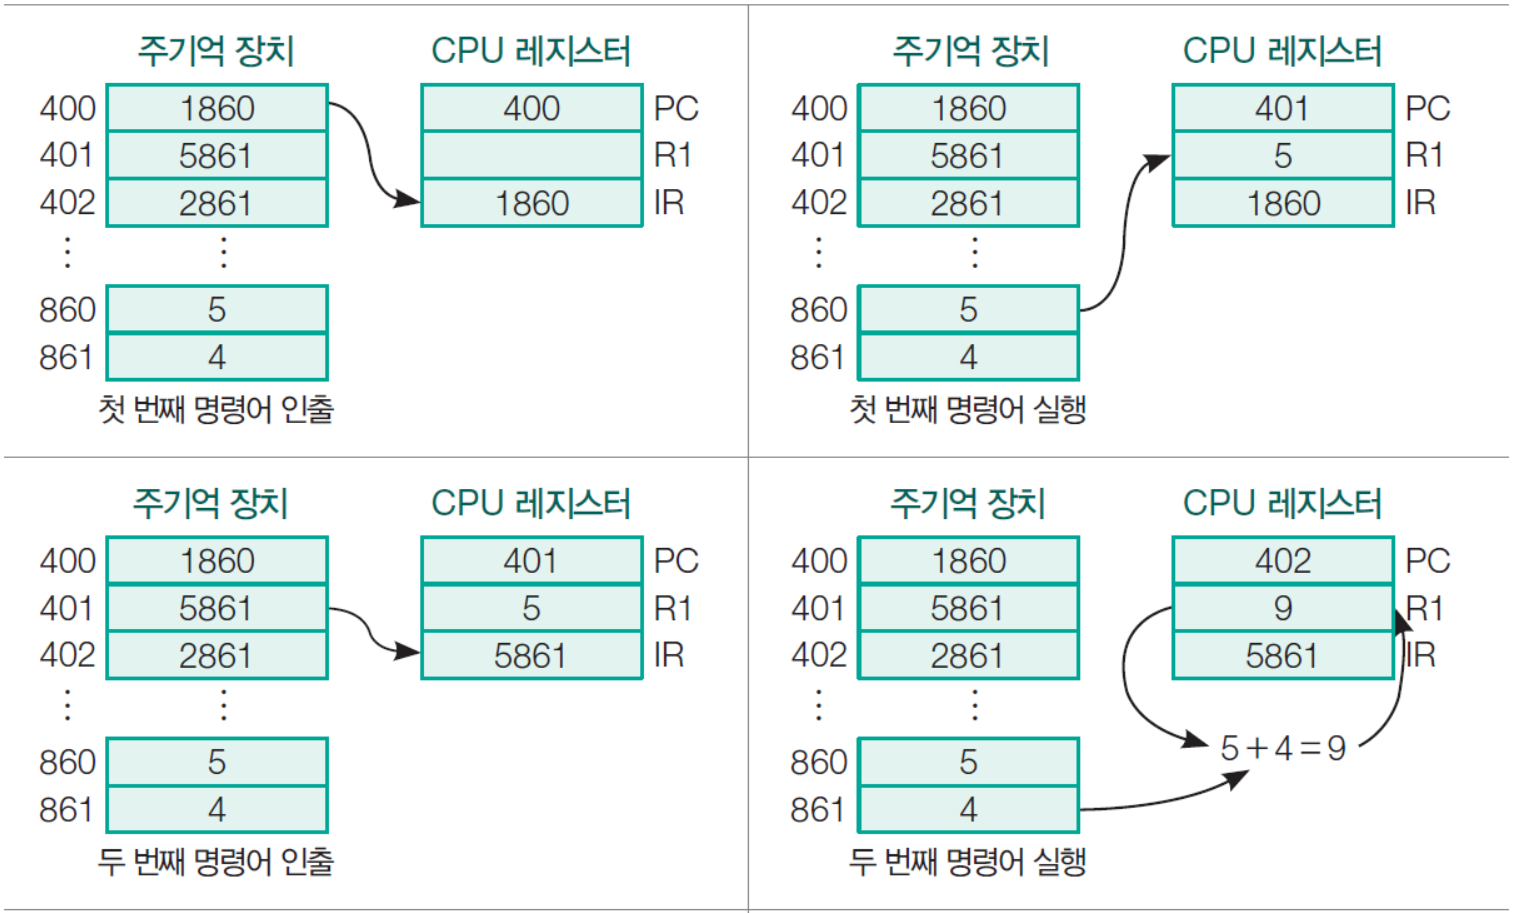 주기억 장치 CPU 레지스터
400 1860 400 PC
401 5861 R1
402 2861 1860 IR
⋮ ⋮
860 5
861 4
첫 번째 명령어 인출
주기억 장치 CPU 레지스터
400 1860 401 PC
401 5861 5 R1
402 2861 1860 IR
⋮ ⋮
860 5
861 4
첫 번째 명령어 실행
주기억 장치 CPU 레지스터
400 1860 401 PC
401 5861 5 R1
402 2861 5861 IR
⋮ ⋮
860 5
861 4
두 번째 명령어 인출
주기억 장치 CPU 레지스터
400 1860 402 PC
401 5861 9 R1
402 2861 5861 IR
⋮ ⋮
5+4=9
860 5
861 4
두 번째 명령어 실행